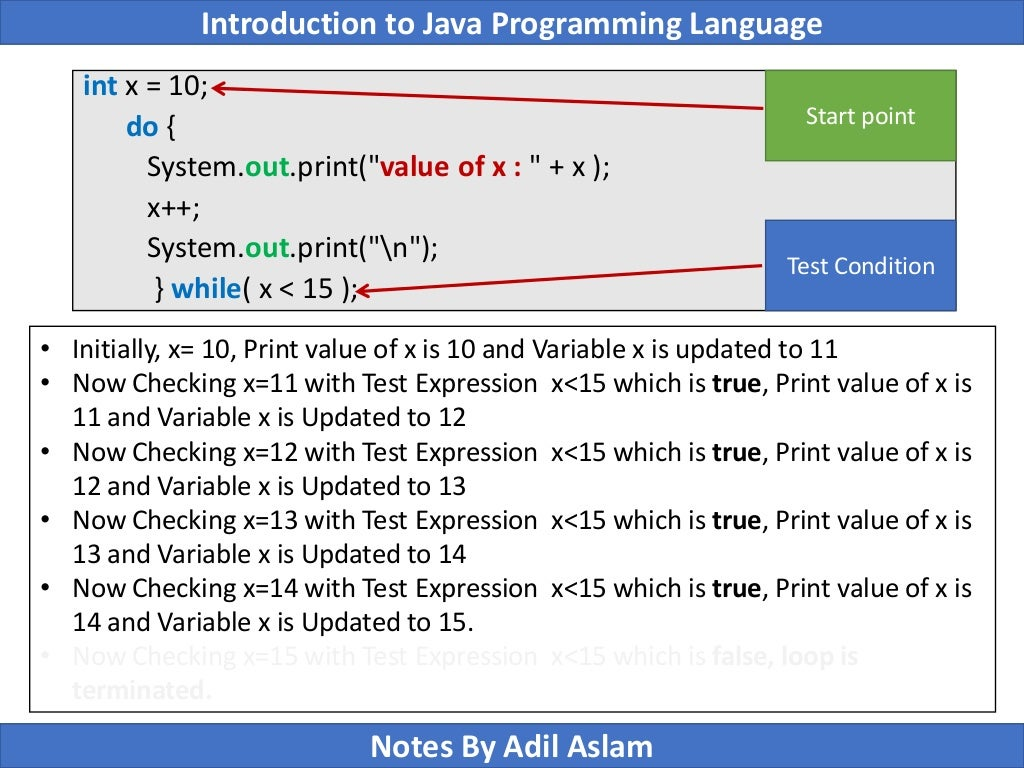 Introduction to Java Programming Language
int x = 10;
do {
System.out.print("value of x : " + x );
x++;
System.out.print("\n");
} while( x < 15 );
Start point
Test Condition
• Initially, x= 10, Print value of x is 10 and Variable x is updated to 11
• Now Checking x=11 with Test Expression x<15 which is true, Print value of x is
11 and Variable x is Updated to 12
• Now Checking x=12 with Test Expression x<15 which is true, Print value of x is
12 and Variable x is Updated to 13
• Now Checking x=13 with Test Expression x<15 which is true, Print value of x is
13 and Variable x is Updated to 14
• Now Checking x=14 with Test Expression x<15 which is true, Print value of x is
14 and Variable x is Updated to 15.
• Now Checking x=15 with Test Expression x<15 which is false, loop is
terminated.
Notes By Adil Aslam